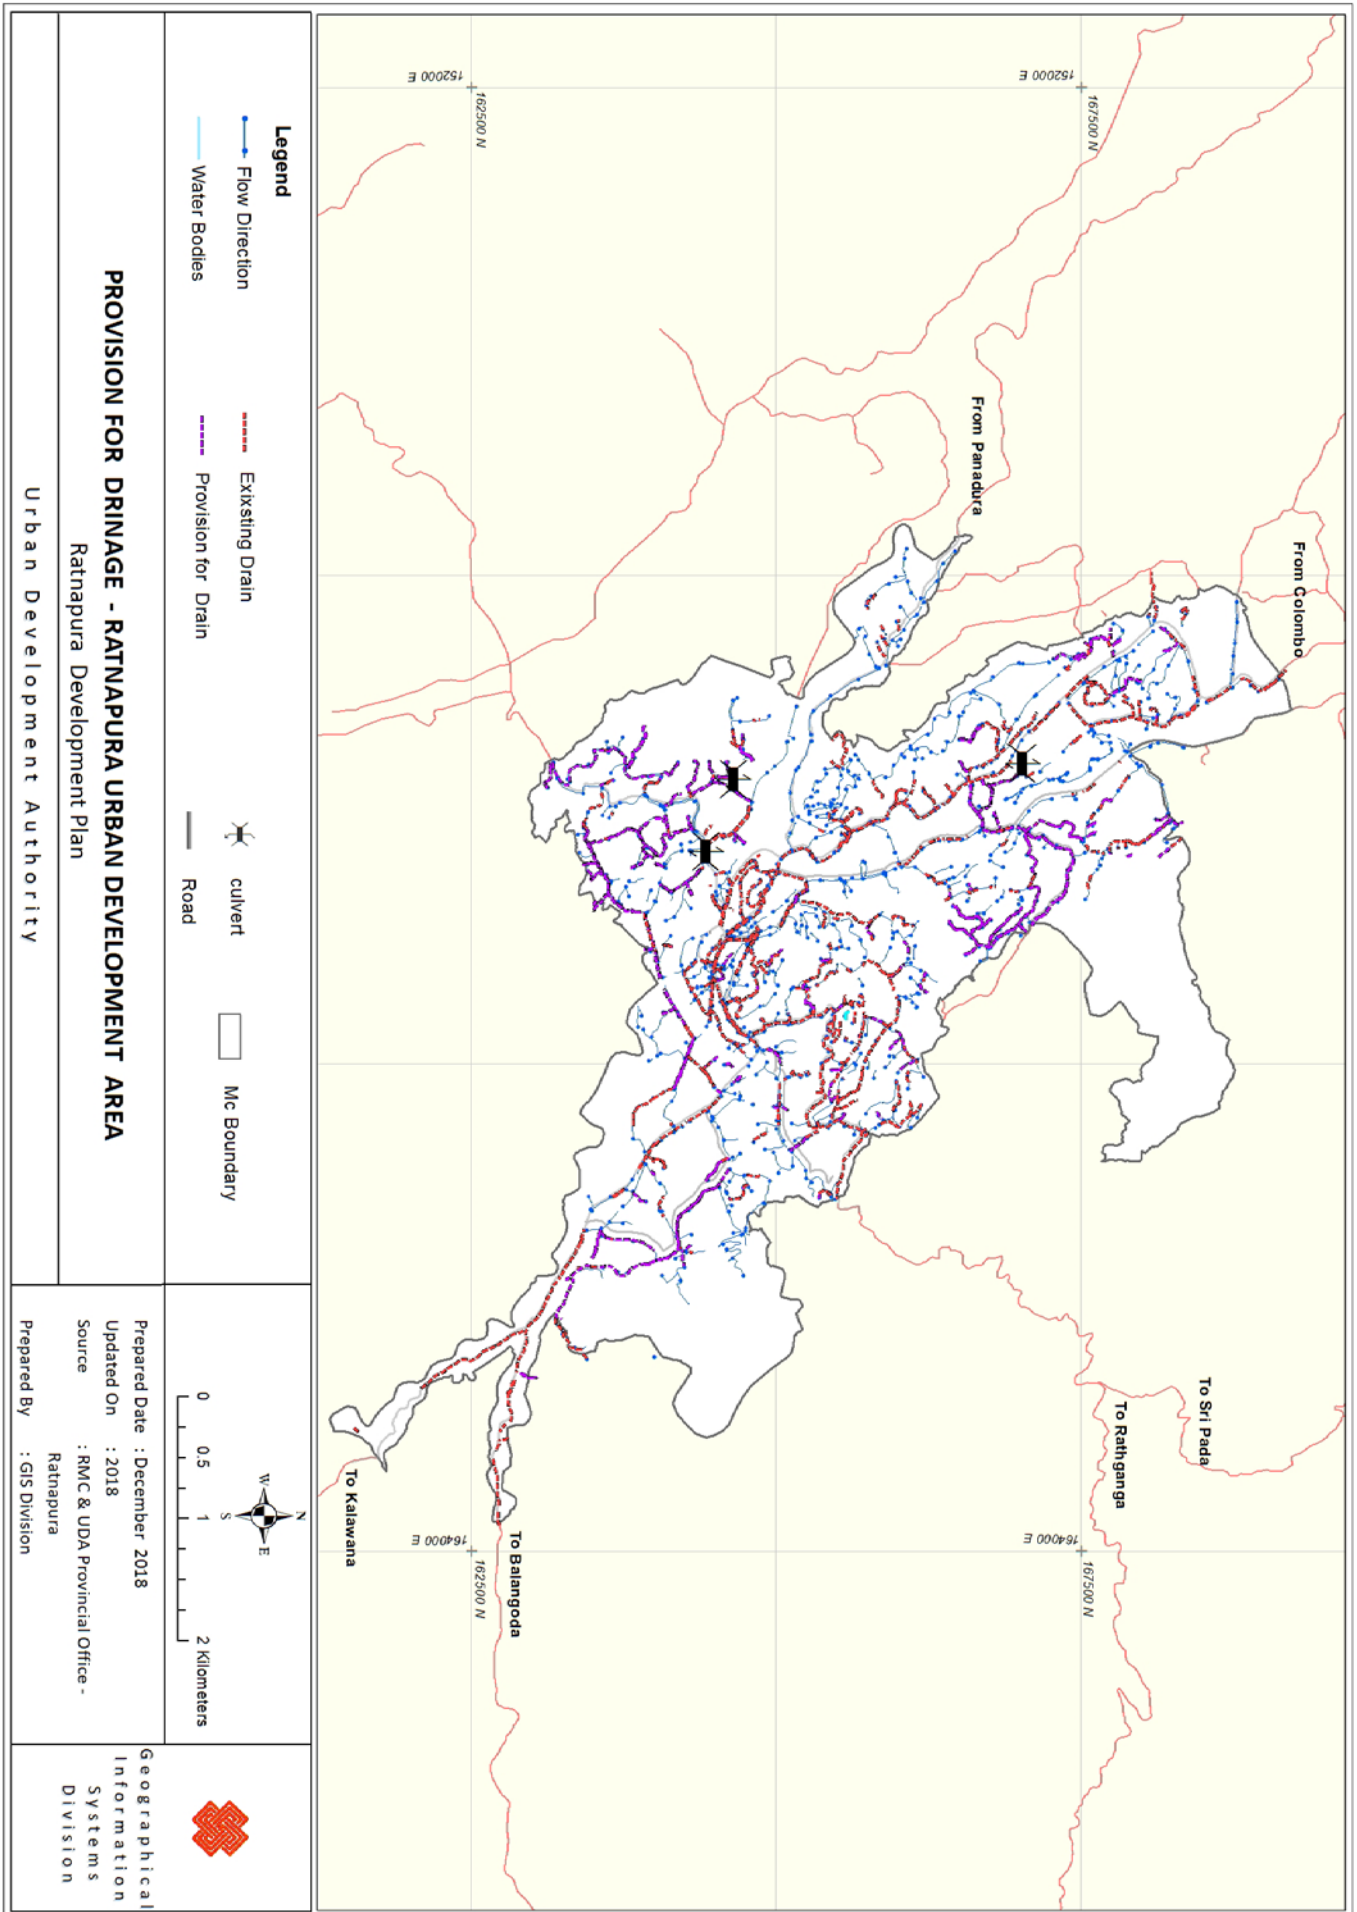 From Colombo
To Sri Pada
To Rathganga
From Panadura
167500 N
167500 N
152000 E
164000 E
162500 N
162500 N
152000 E
164000 E
To Balangoda
To Kalawana
Legend
Flow Direction
Water Bodies
Exixsting Drain
Provision for Drain
culvert
Road
Mc Boundary
PROVISION FOR DRINAGE - RATNAPURA URBAN DEVELOPMENT AREA
Ratnapura Development Plan
Urban Development Authority
N
W
E
S
0 0.5 1 2 Kilometers
Prepared Date : December 2018
Updated On : 2018
Source : RMC & UDA Provincial Office -
Ratnapura
Prepared By : GIS Division
Geographical
Information
Systems
Division